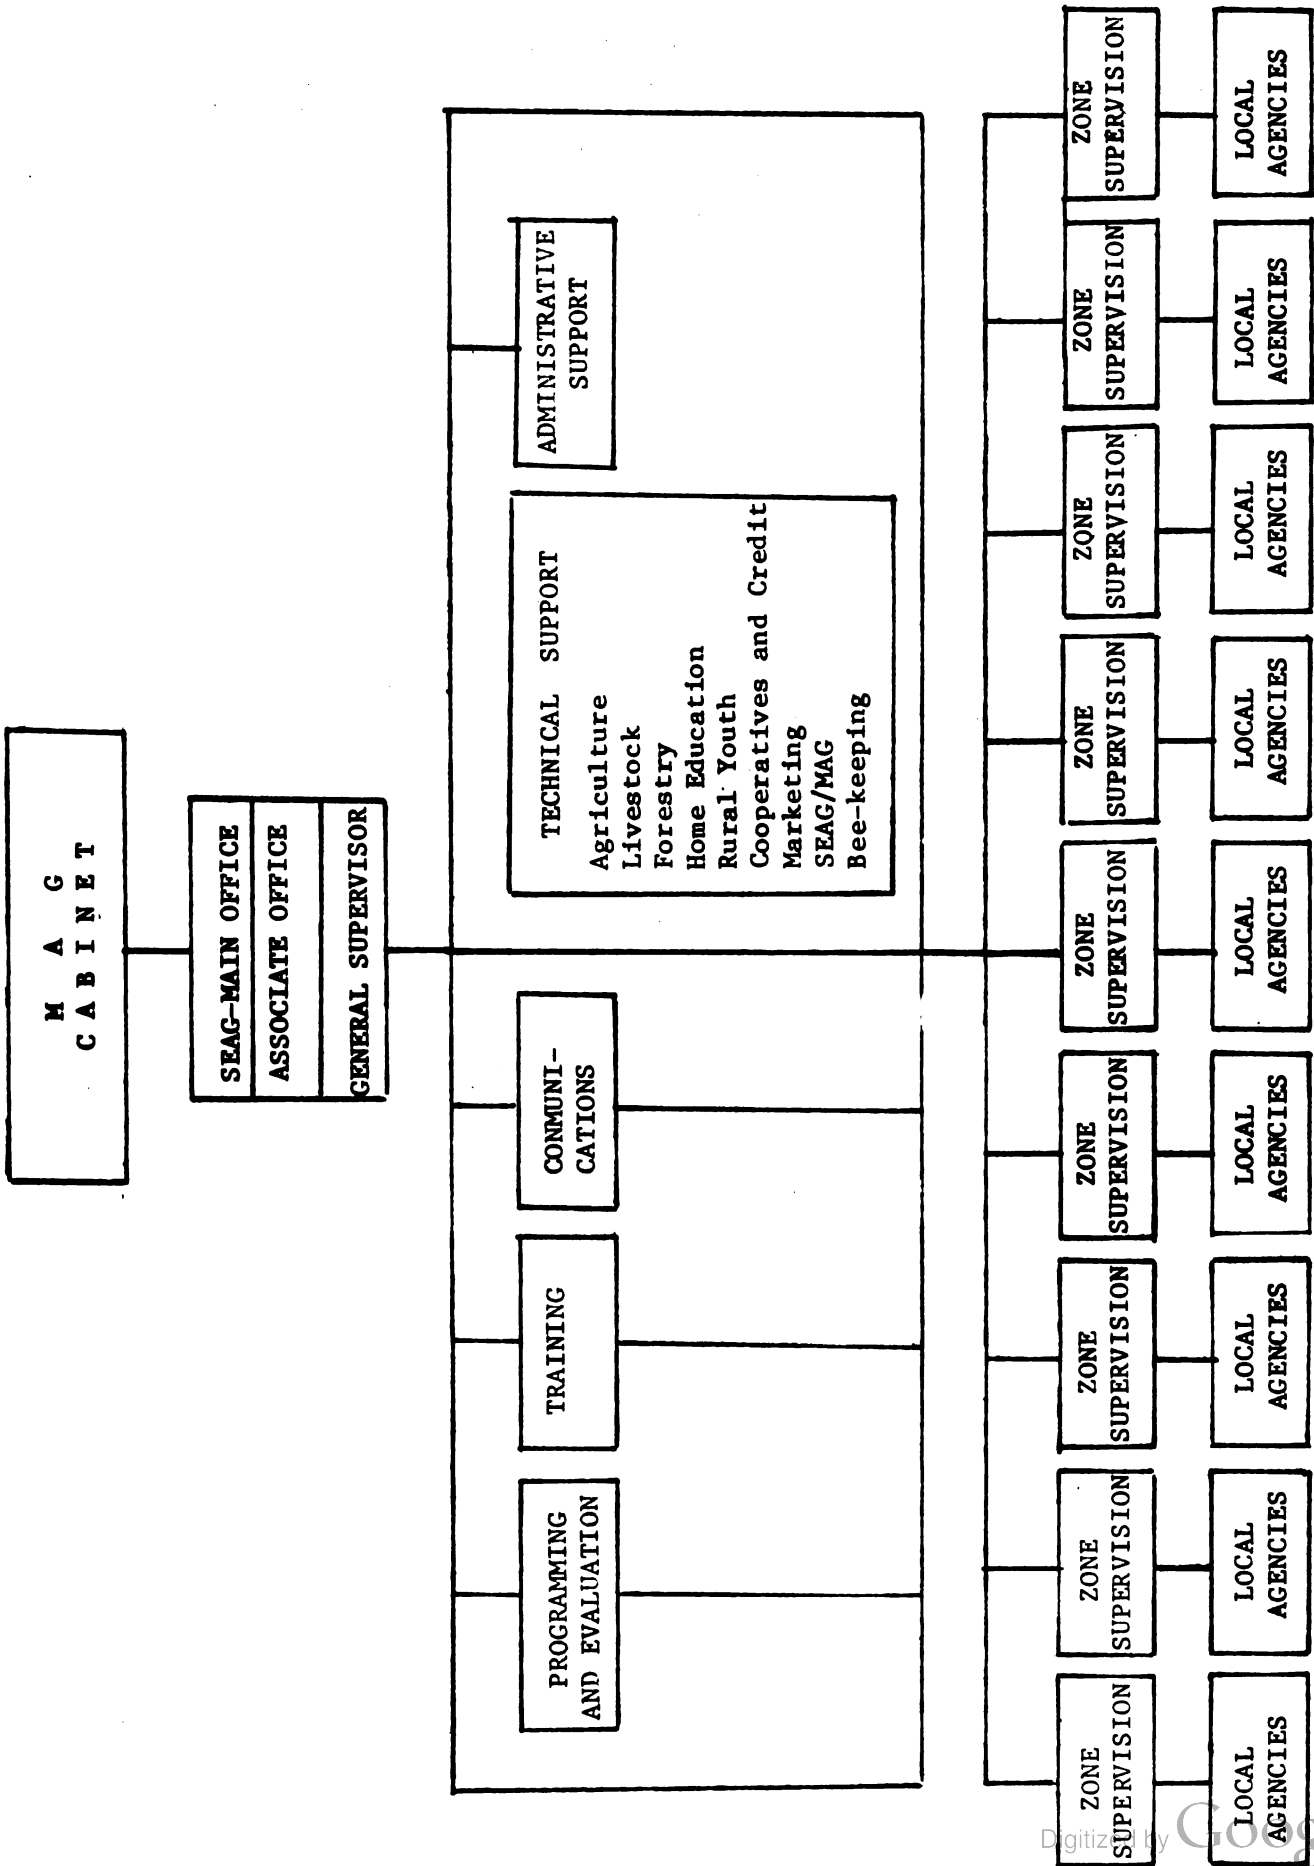 M A G
CABINET
SEAG-MAIN OFFICE
ASSOCIATE OFFICE
GENERAL SUPERVISOR
PROGRAMMING
AND EVALUATION
TRAINING
CONMUNI-
CATIONS
TECHNICAL SUPPORT
Agriculture
Livestock
Forestry
Home Education
Rural Youth
Cooperatives and Credit
Marketing
SEAG/MAG
Bee-keeping
ADMINISTRATIVE
SUPPORT
ZONE
SUPERVISION
ZONE
SUPERVISION
ZONE
SUPERVISION
ZONE
SUPERVISION
ZONE
SUPERVISION
ZONE
SUPERVISION
ZONE
SUPERVISION
ZONE
SUPERVISION
ZONE
SUPERVISION
LOCAL
AGENCIES
LOCAL
AGENCIES
LOCAL
AGENCIES
LOCAL
AGENCIES
LOCAL
AGENCIES
LOCAL
AGENCIES
LOCAL
AGENCIES
LOCAL
AGENCIES
LOCAL
AGENCIES
Digitized by